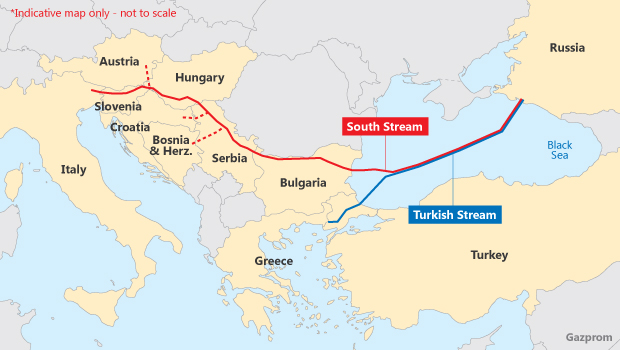 *Indicative map only - not to scale
Russia
Austria
Hungary
Slovenia
Croatia
South Stream
Bosnia
& Herz.
Black
Sea
Serbia
Italy
Bulgaria
Turkish Stream
Greece
Turkey
Gazprom